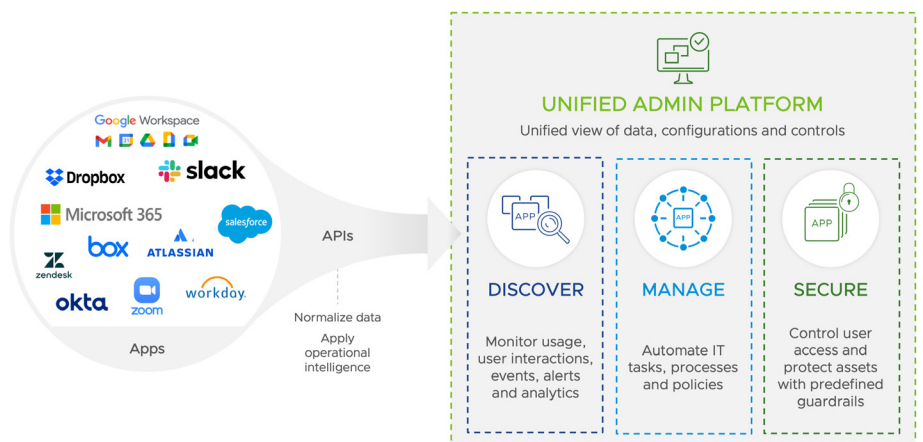 Google Workspace
31
Dropbox
slack
Microsoft 365
salesforce
box
ATLASSIAN
zendesk
okta
zoom
workday.
Apps
APIs
Normalize data
Apply
operational
intelligence
UNIFIED ADMIN PLATFORM
Unified view of data, configurations and controls
APP
DISCOVER
Monitor usage,
user interactions,
events, alerts
and analytics
APP
MANAGE
Automate IT
tasks, processes
and policies
APP
SECURE
Control user
access and
protect assets
with predefined
guardrails